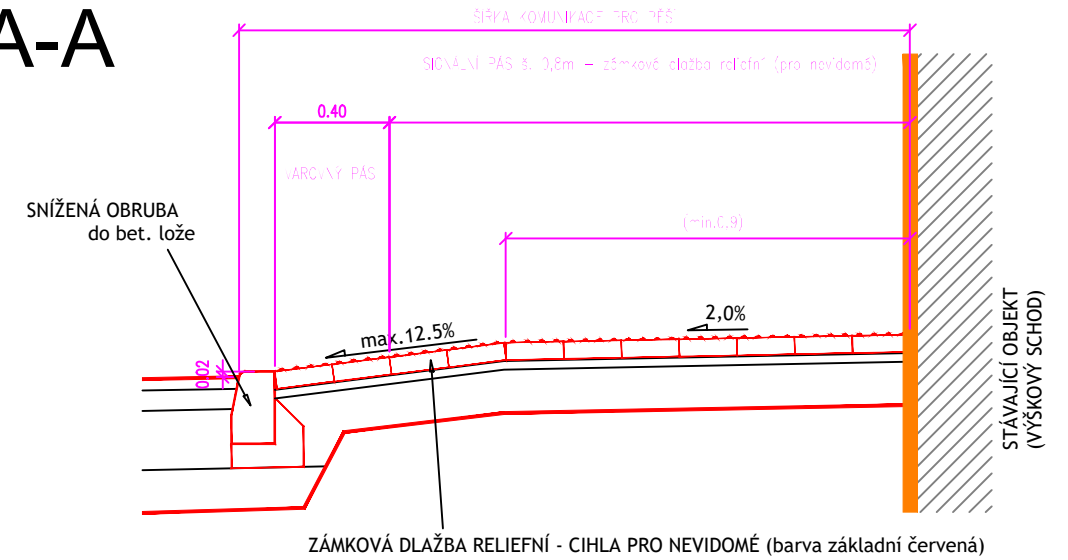 A-A
ŠÍŘKA KOMUNIKACE PRO PĚŠÍ
SIGNÁLNÍ PÁS š. 0,8m – zámková dlažba reliefní (pro nevidomé)
0.40
VAROVNÝ PÁS
SNÍŽENÁ OBRUBA
do bet. lože
(min.0.9)
max.12.5%
2,0%
0.02
STÁVAJÍCÍ OBJEKT
(VÝŠKOVÝ SCHOD)
ZÁMKOVÁ DLAŽBA RELIEFNÍ - CIHLA PRO NEVIDOMÉ (barva základní červená)